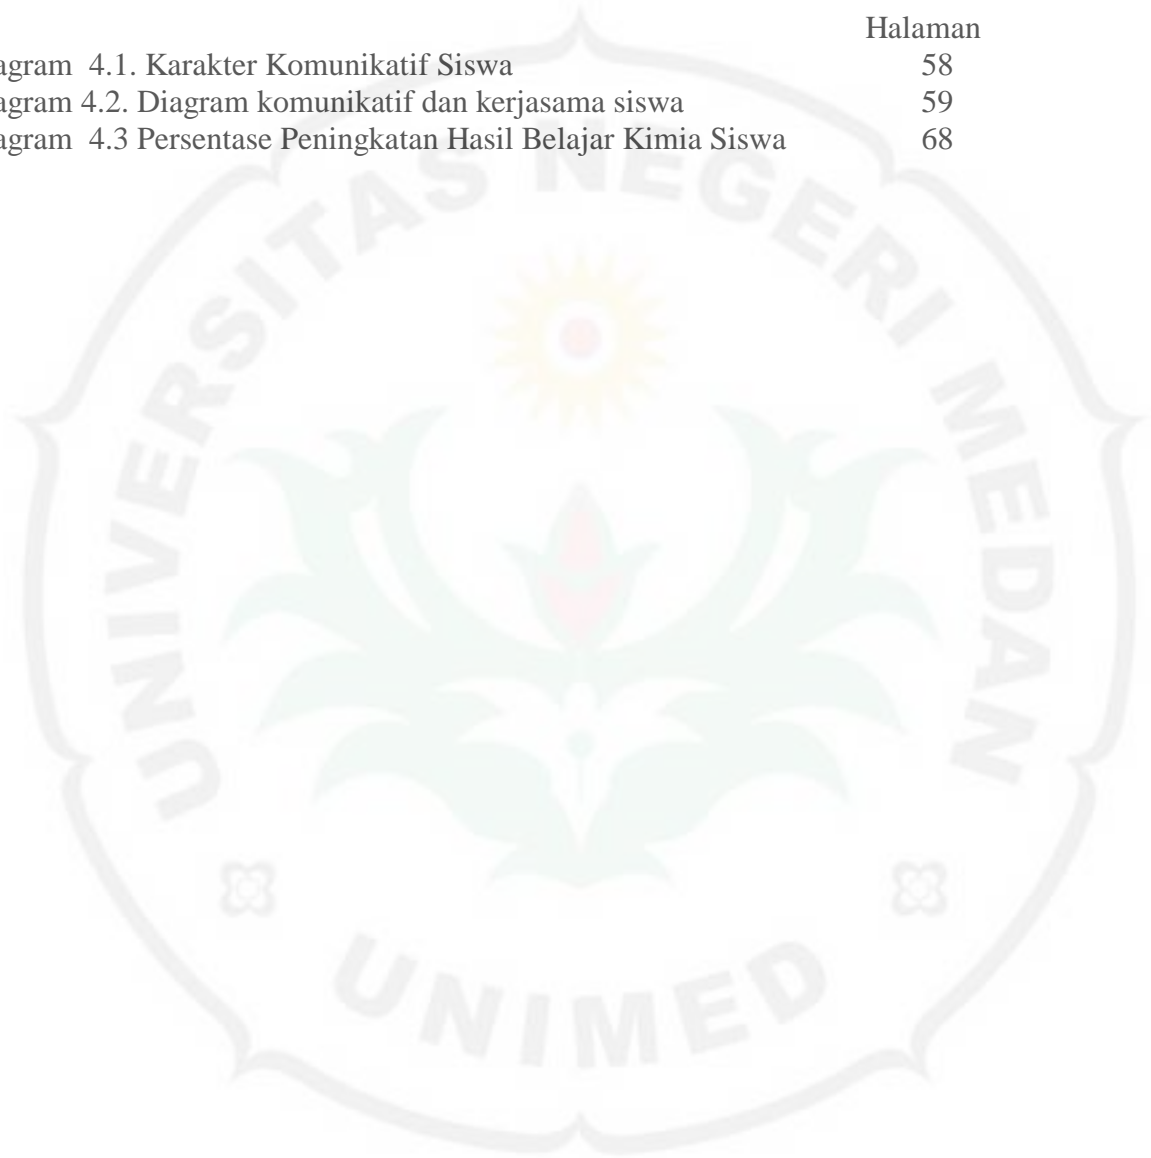 Halaman
agram 4.1. Karakter Komunikatif Siswa 58
agram 4.2. Diagram komunikatif dan kerjasama siswa 59
agram 4.3 Persentase Peningkatan Hasil Belajar Kimia Siswa 68
UNIVERSITAS NEGERI MEDAN
UNIMED